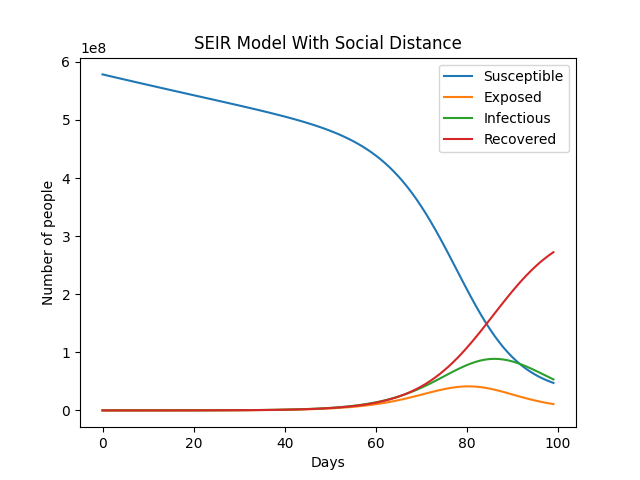 SEIR Model With Social Distance
1e8
6
5
4
3
2
1
0
0 20 40 60 80 100
Number of people
Days
Susceptible
Exposed
Infectious
Recovered